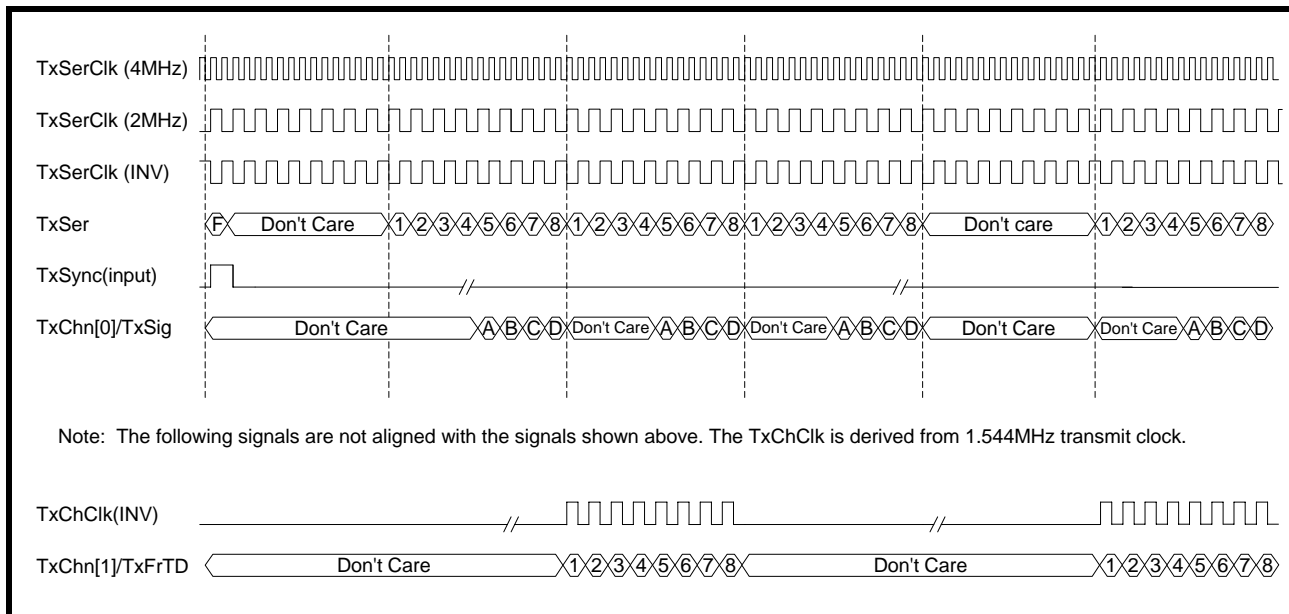 TxSerClk (4MHz)
TxSerClk (2MHz)
TxSerClk (INV)
TxSer F Don't Care 1 2 3 4 5 6 7 8 1 2 3 4 5 6 7 8 1 2 3 4 5 6 7 8 Don't care 1 2 3 4 5 6 7 8
TxSync(input) // //
TxChn[0]/TxSig Don't Care A B C D Don't Care A B C D Don't Care A B C D Don't Care Don't Care A B C D
Note: The following signals are not aligned with the signals shown above. The TxChClk is derived from 1.544MHz transmit clock.
TxChClk(INV) // //
TxChn[1]/TxFrTD Don't Care 1 2 3 4 5 6 7 8 Don't Care 1 2 3 4 5 6 7 8